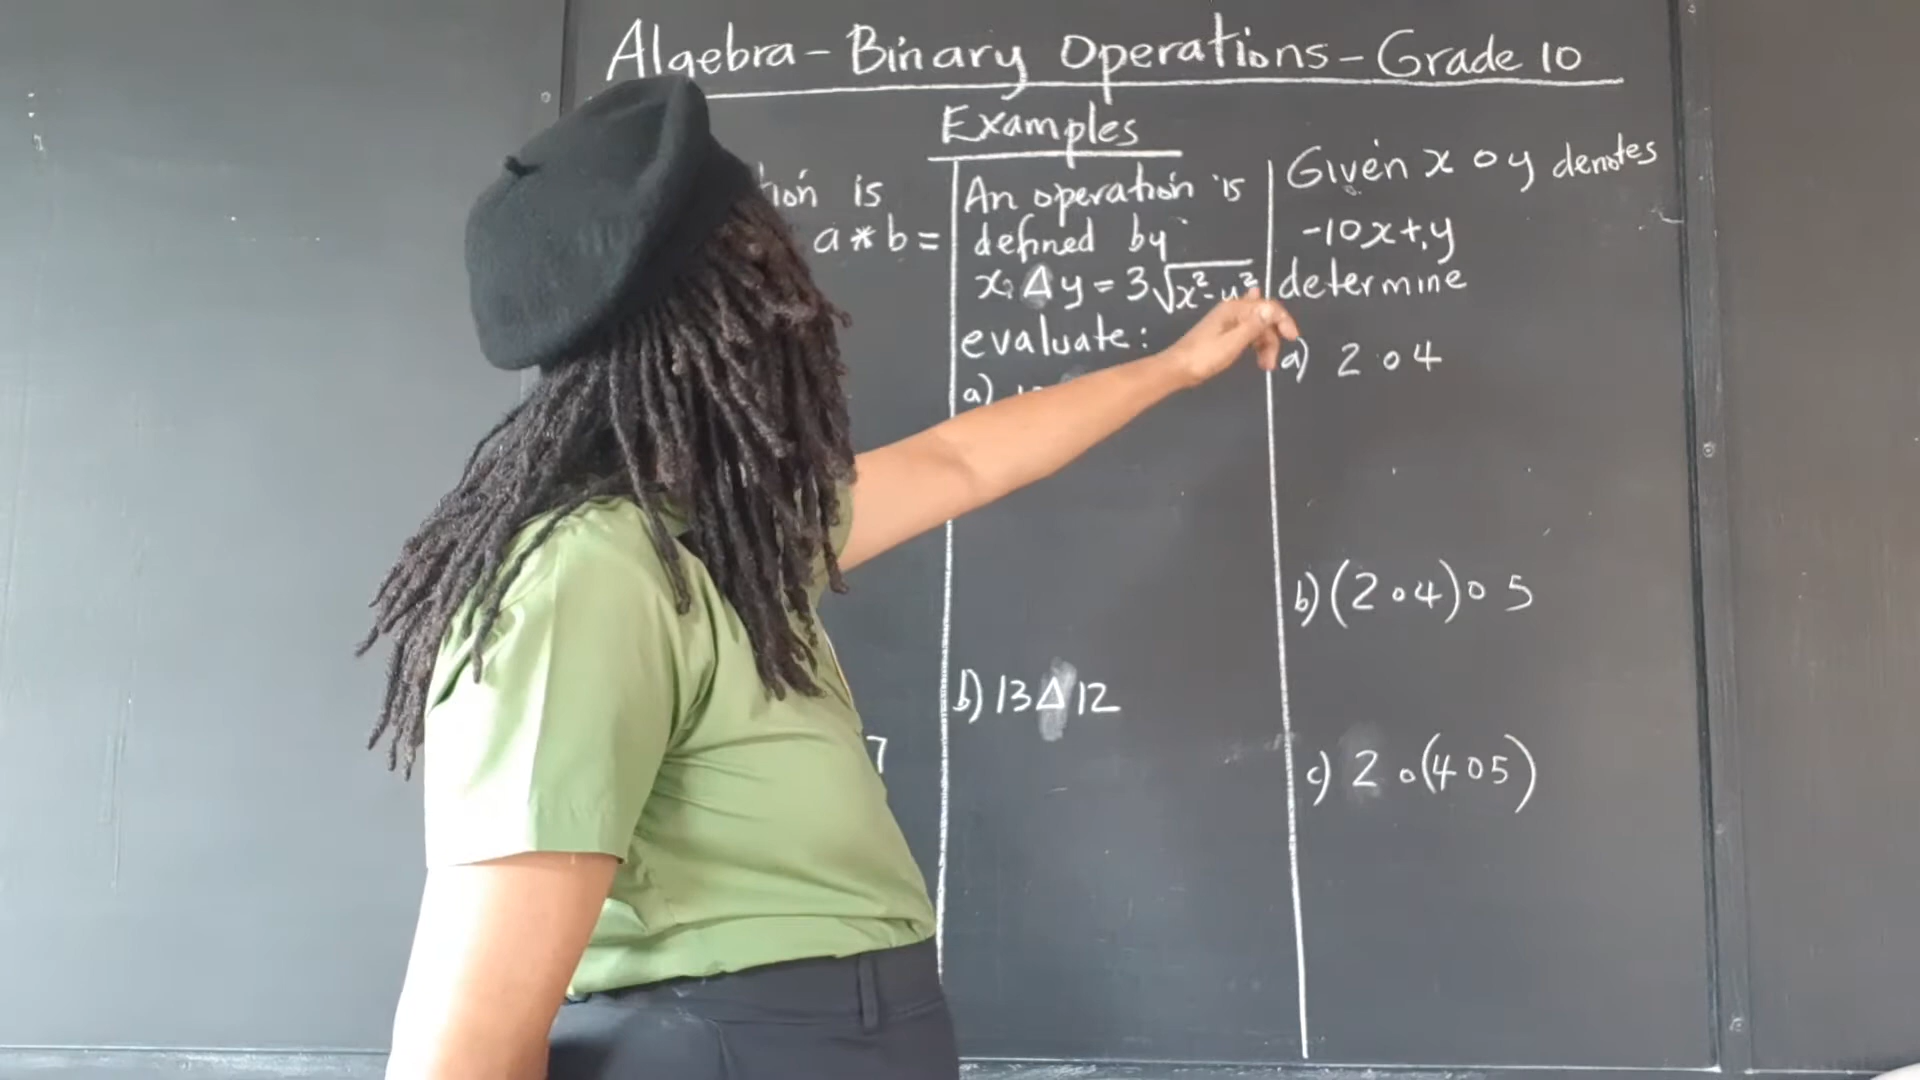 Algebra - Binary Operations - Grade 10
Examples
is
a * b =
7
An operation is
defined by
x Δ y = 3√x² - y²
evaluate:
a)
b) 13 Δ 12
Given x o y denotes
-10x + y
determine
a) 2 o 4
b) (2 o 4) o 5
c) 2 o (4 o 5)